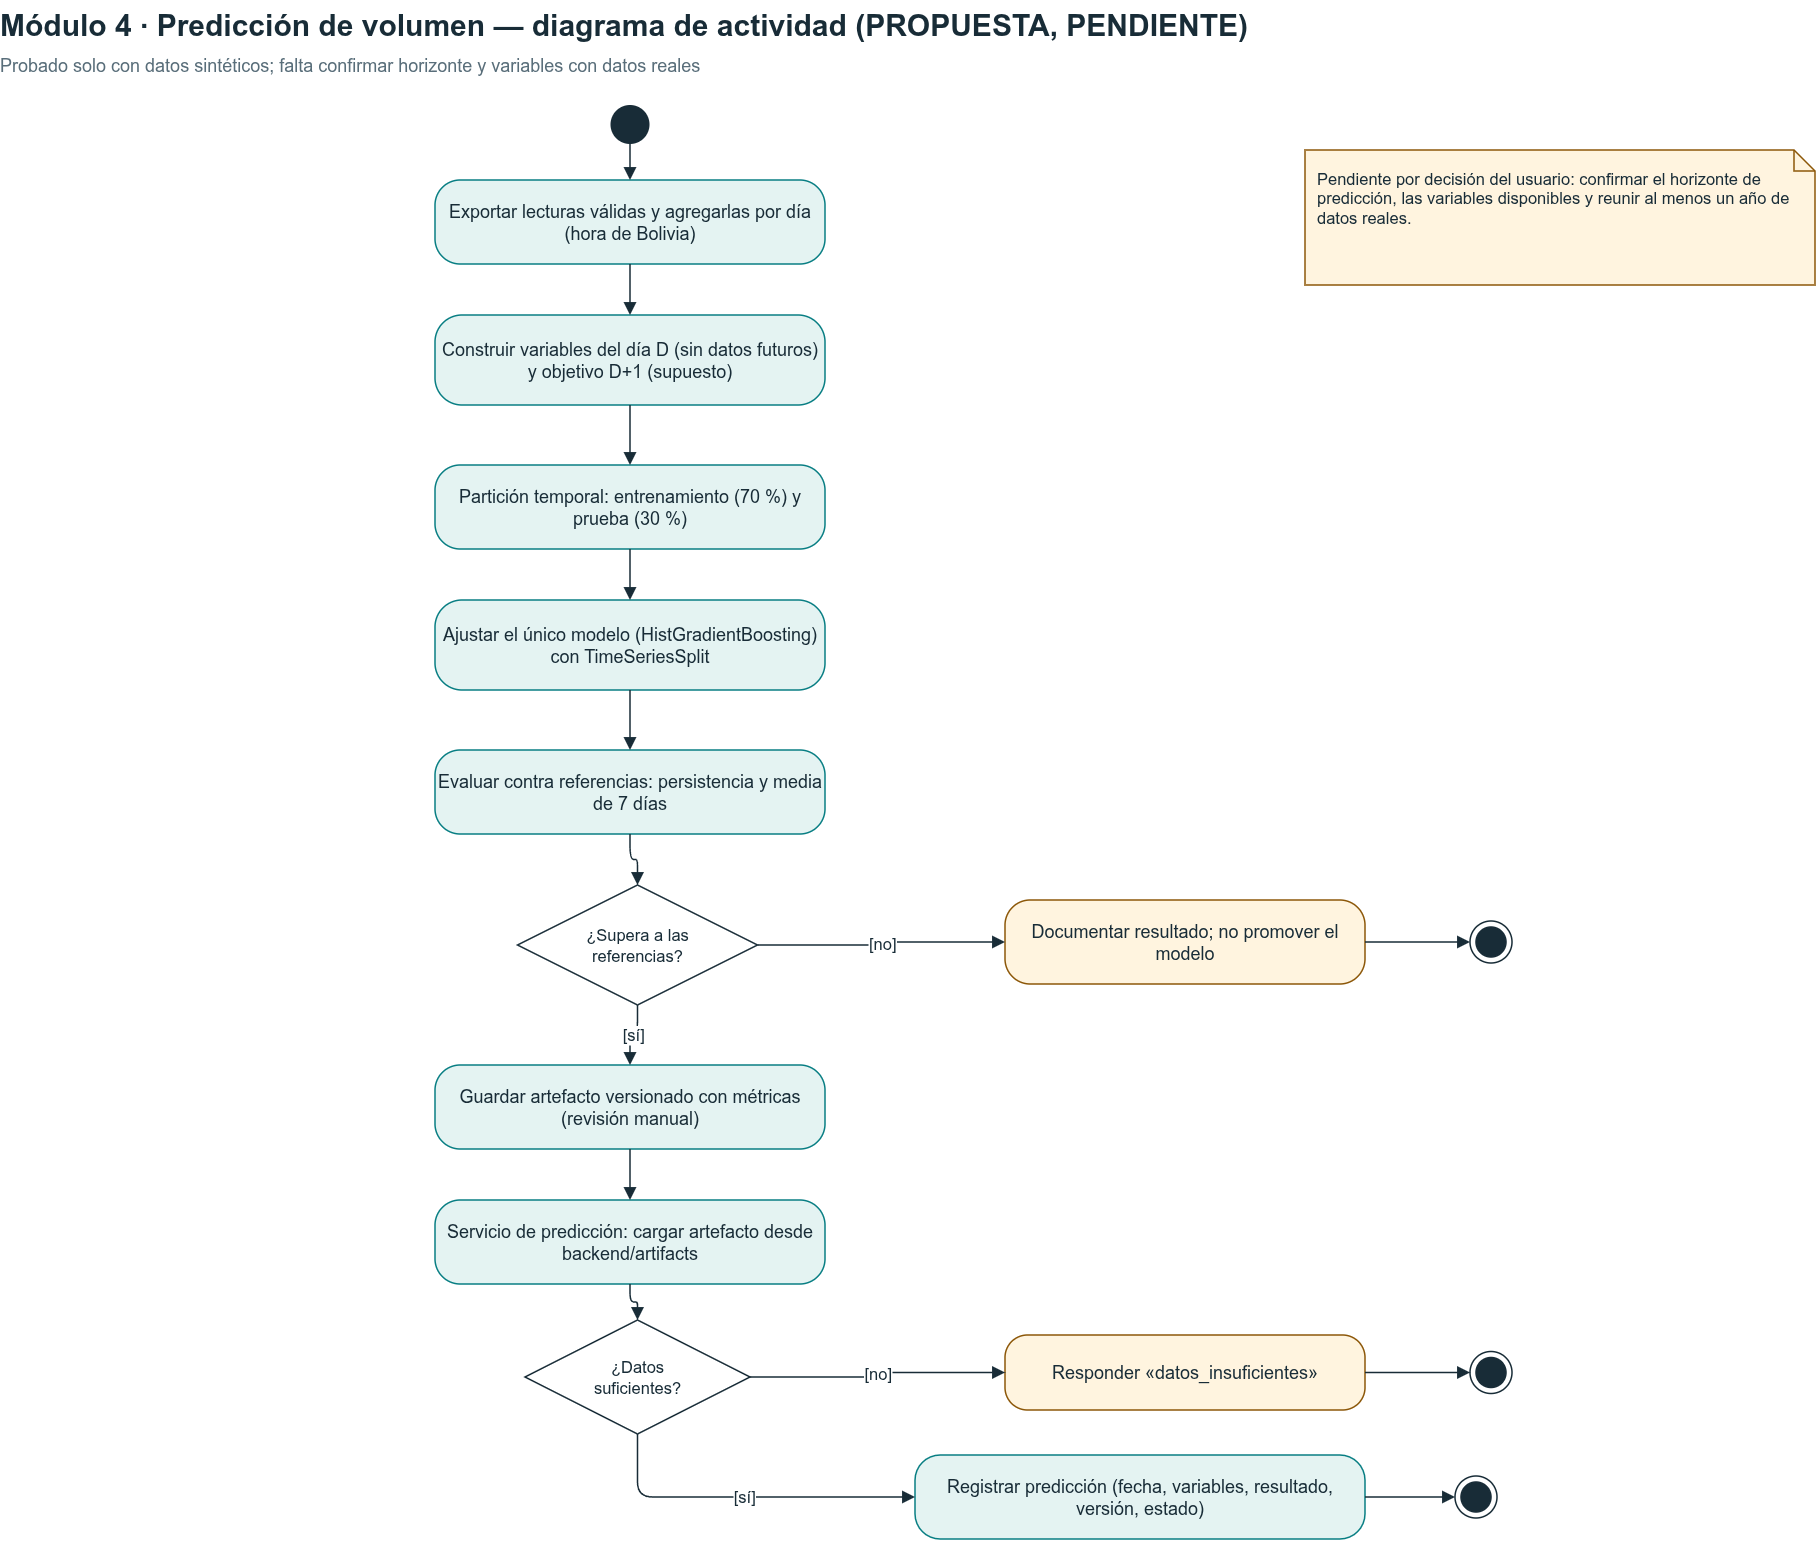 Módulo 4 · Predicción de volumen — diagrama de actividad (PROPUESTA, PENDIENTE)
Probado solo con datos sintéticos; falta confirmar horizonte y variables con datos reales
Pendiente por decisión del usuario: confirmar el horizonte de
predicción, las variables disponibles y reunir al menos un año de
datos reales.
Exportar lecturas válidas y agregarlas por día
(hora de Bolivia)
Construir variables del día D (sin datos futuros)
y objetivo D+1 (supuesto)
Partición temporal: entrenamiento (70 %) y
prueba (30 %)
Ajustar el único modelo (HistGradientBoosting)
con TimeSeriesSplit
Evaluar contra referencias: persistencia y media
de 7 días
¿Supera a las
referencias?
[no]
Documentar resultado; no promover el
modelo
[sí]
Guardar artefacto versionado con métricas
(revisión manual)
Servicio de predicción: cargar artefacto desde
backend/artifacts
¿Datos
suficientes?
[no]
Responder «datos_insuficientes»
[sí]
Registrar predicción (fecha, variables, resultado,
versión, estado)